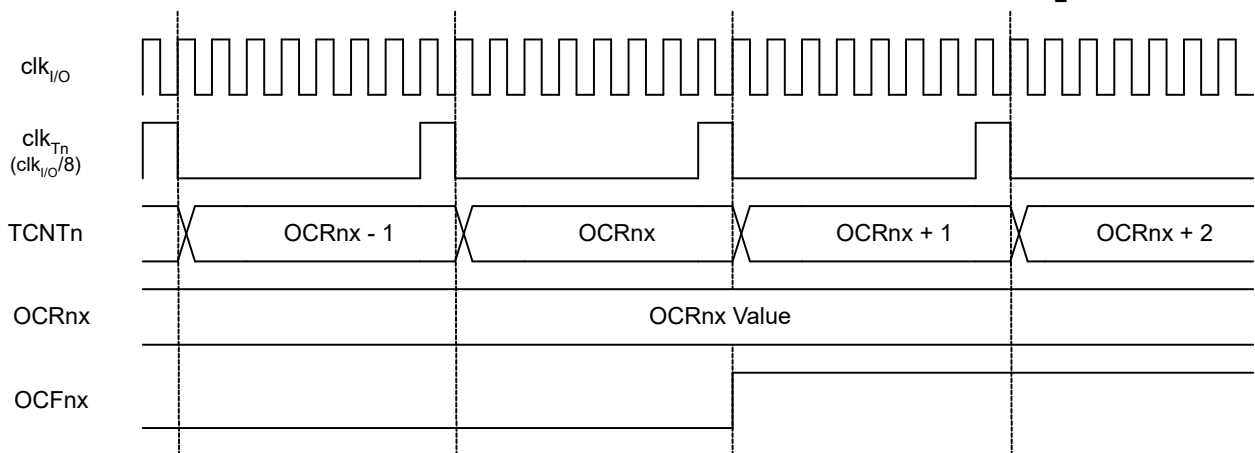 clkI/O
clkTn
(clkI/O/8)
TCNTn OCRnx - 1 OCRnx OCRnx + 1 OCRnx + 2
OCRnx OCRnx Value
OCFnx